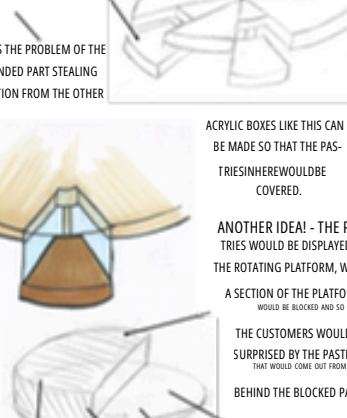 S THE PROBLEM OF THE
NDED PART STEALING
TION FROM THE OTHER
ACRYLIC BOXES LIKE THIS CAN
BE MADE SO THAT THE PAS-
TRIESINHEREWOULDBE
COVERED.
ANOTHER IDEA! - THE P
TRIES WOULD BE DISPLAYED
THE ROTATING PLATFORM, W
A SECTION OF THE PLATFO
WOULD BE BLOCKED AND SO
THE CUSTOMERS WOUL
SURPRISED BY THE PAST
THAT WOULD COME OUT FROM
BEHIND THE BLOCKED PA